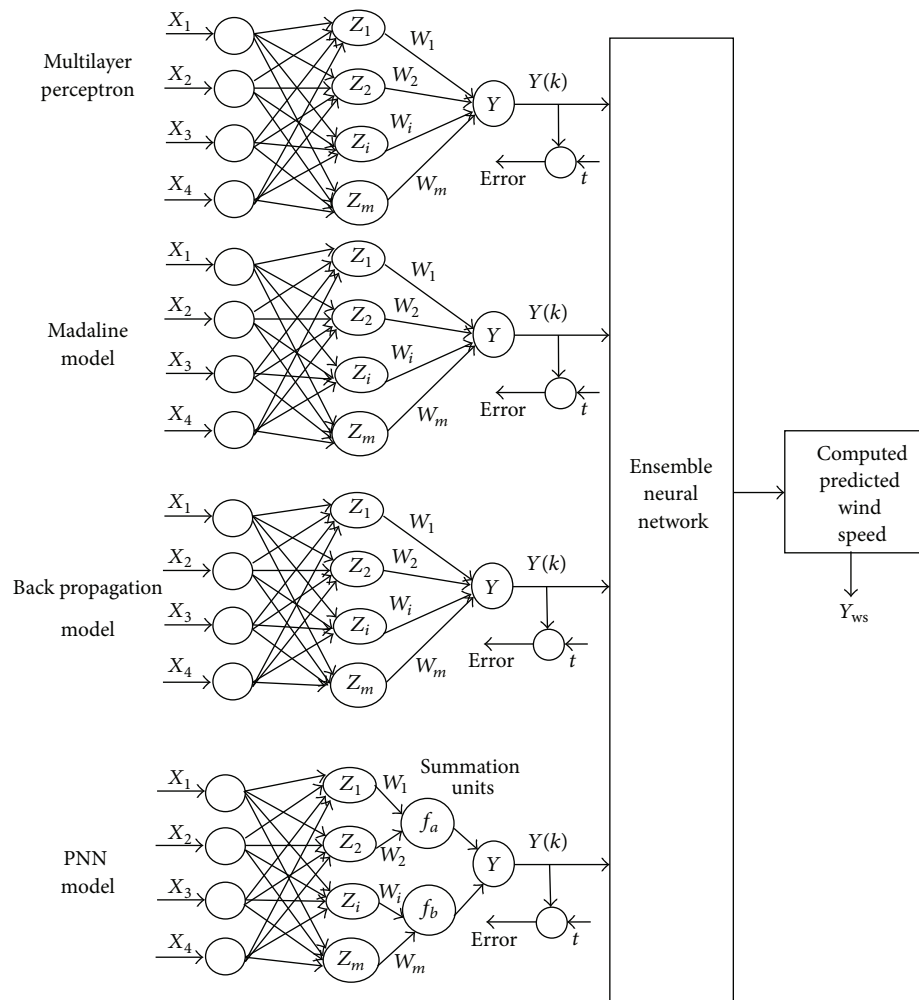 X1
X2
X3
X4
Multilayer
perceptron
Z1
Z2
Zi
Zm
W1
W2
Wi
Wm
Y
Y(k)
Error
t
X1
X2
X3
X4
Madaline
model
Z1
Z2
Zi
Zm
W1
W2
Wi
Wm
Y
Y(k)
Error
t
X1
X2
X3
X4
Back propagation
model
Z1
Z2
Zi
Zm
W1
W2
Wi
Wm
Y
Y(k)
Error
t
X1
X2
X3
X4
PNN
model
Z1
Z2
Zi
Zm
W1
W2
Wi
Wm
Summation
units
fa
fb
Y
Y(k)
Error
t
Ensemble
neural
network
Computed
predicted
wind
speed
Yws